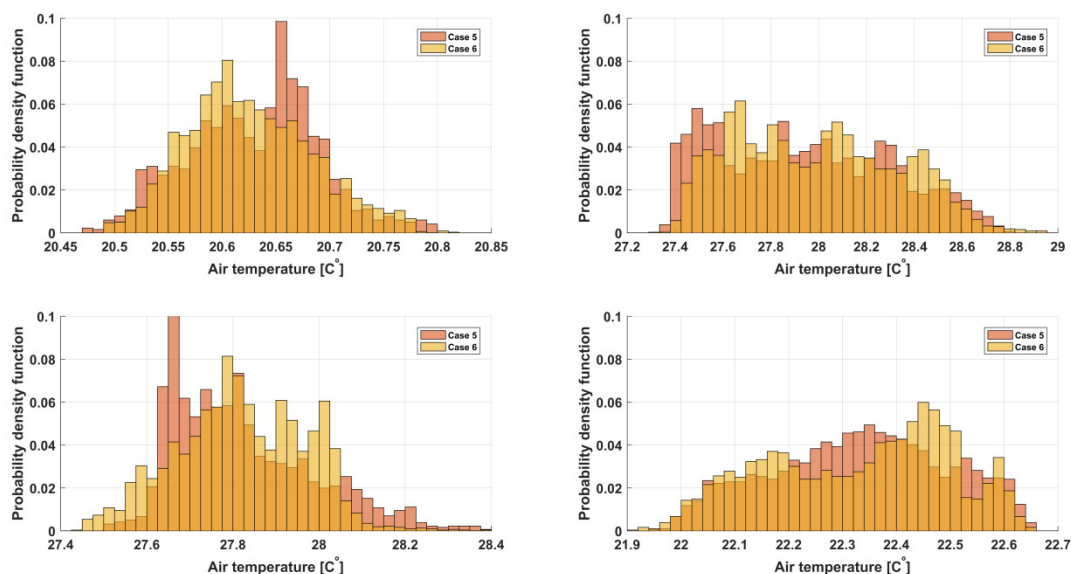 Probability density function
0.1
0.08
0.06
0.04
0.02
0
20.45 20.5 20.55 20.6 20.65 20.7 20.75 20.8 20.85
Air temperature [C°]
Case 5
Case 6
Probability density function
0.1
0.08
0.06
0.04
0.02
0
27.2 27.4 27.6 27.8 28 28.2 28.4 28.6 28.8 29
Air temperature [C°]
Case 5
Case 6
Probability density function
0.1
0.08
0.06
0.04
0.02
0
27.4 27.6 27.8 28 28.2 28.4
Air temperature [C°]
Case 5
Case 6
Probability density function
0.1
0.08
0.06
0.04
0.02
0
21.9 22 22.1 22.2 22.3 22.4 22.5 22.6 22.7
Air temperature [C°]
Case 5
Case 6